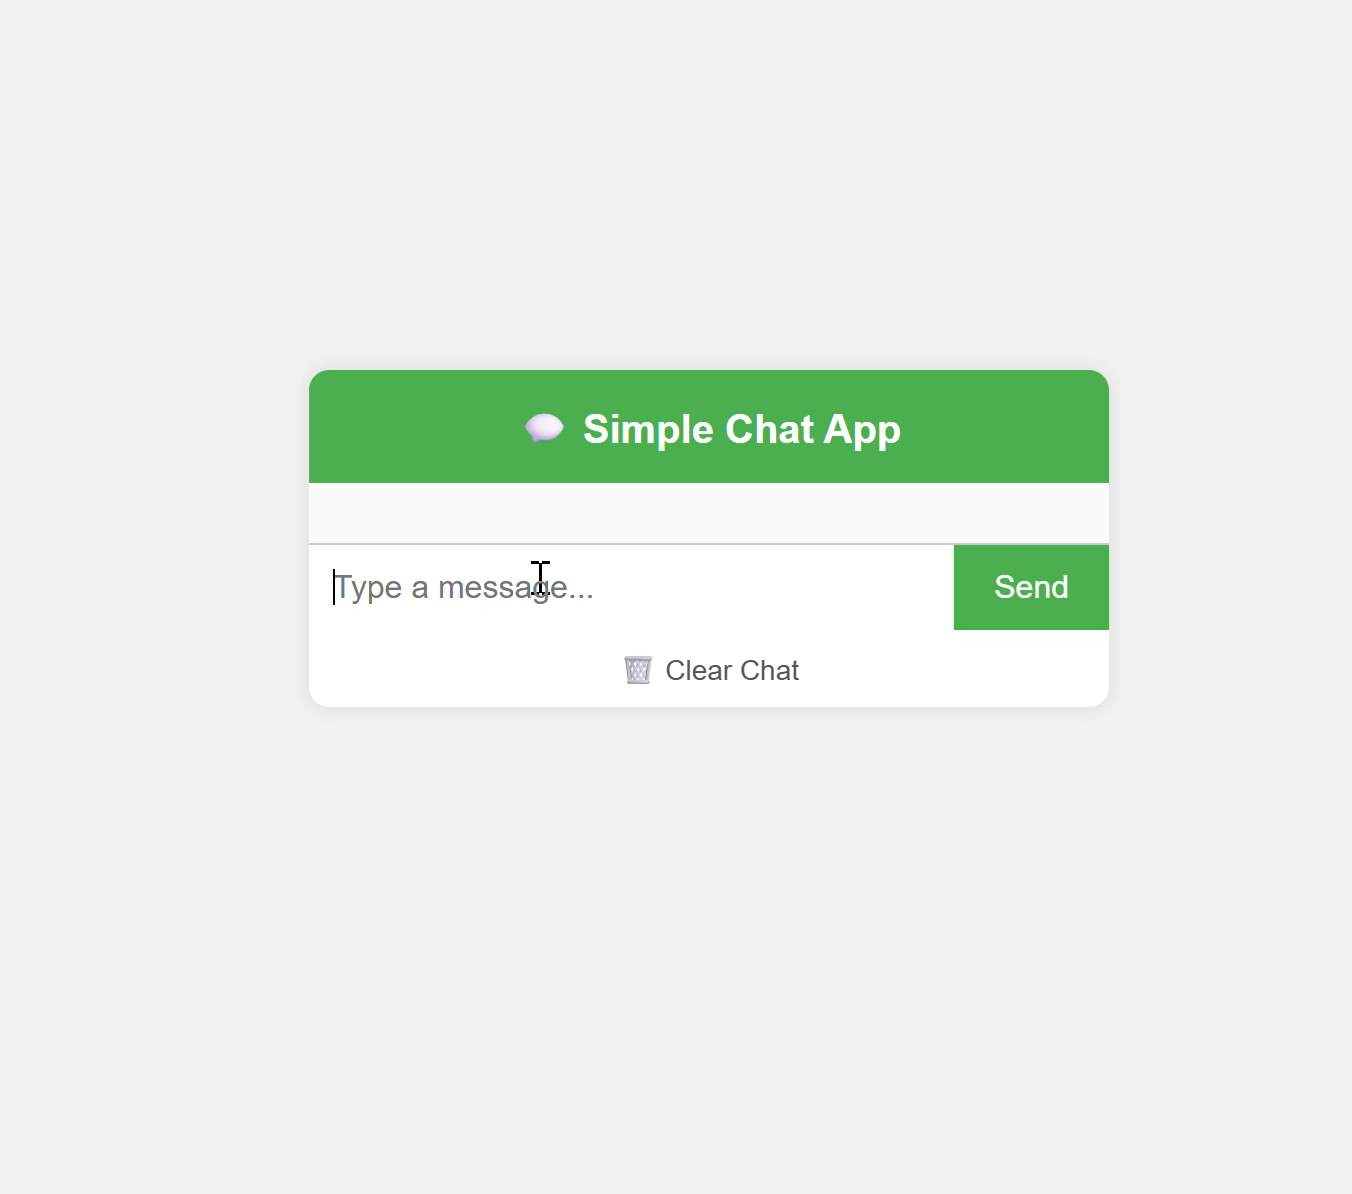 💬 Simple Chat App
Type a message...
Send
🗑️ Clear Chat